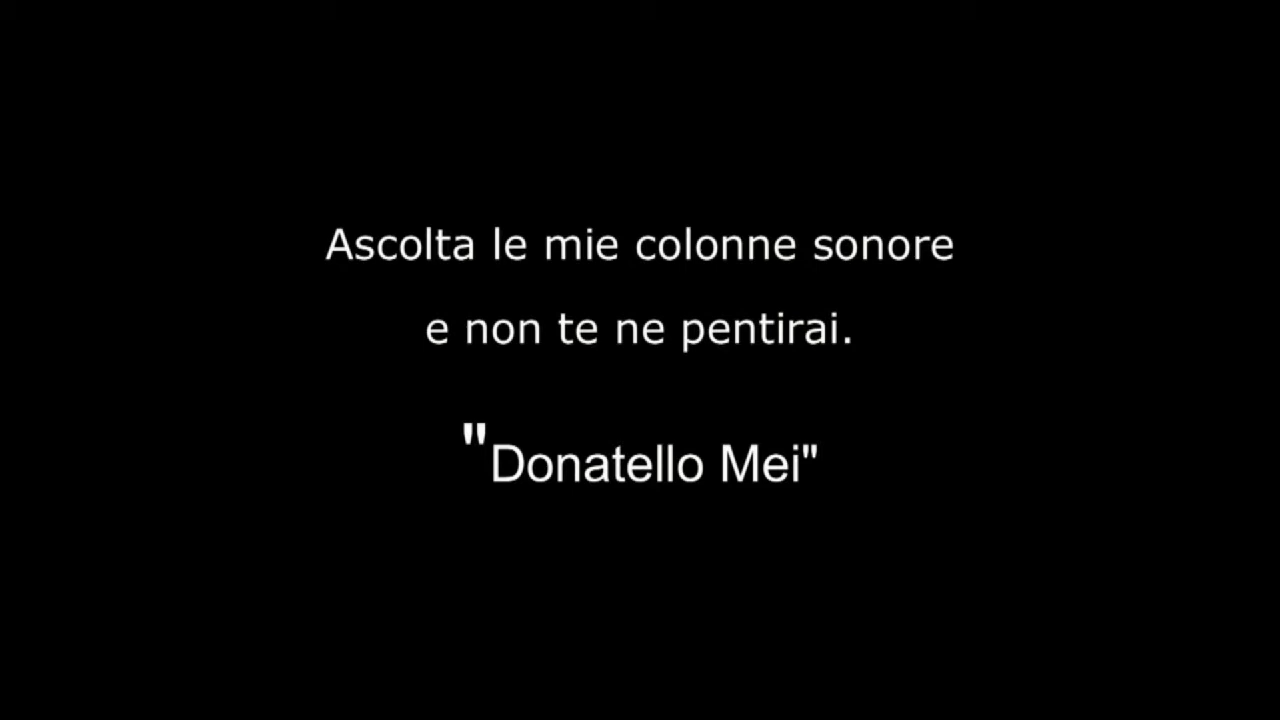 Ascolta le mie colonne sonore
e non te ne pentirai.
"Donatello Mei"